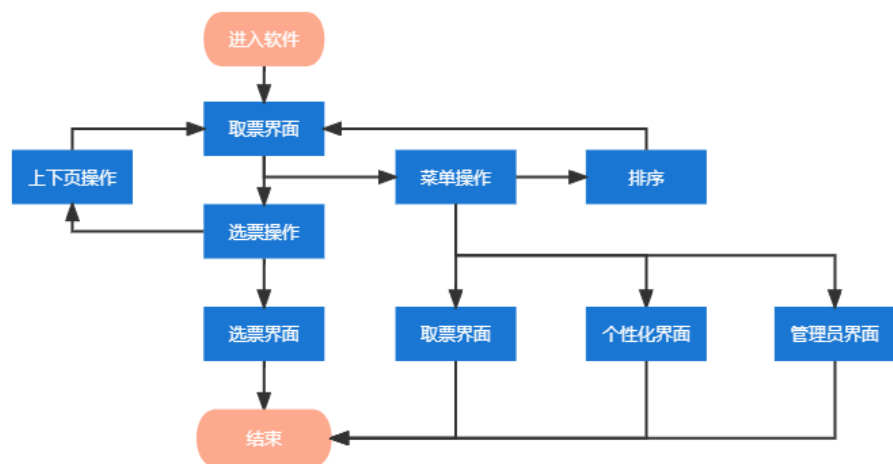 进入软件
取票界面
上下页操作
菜单操作
排序
选票操作
选票界面
取票界面
个性化界面
管理员界面
结束